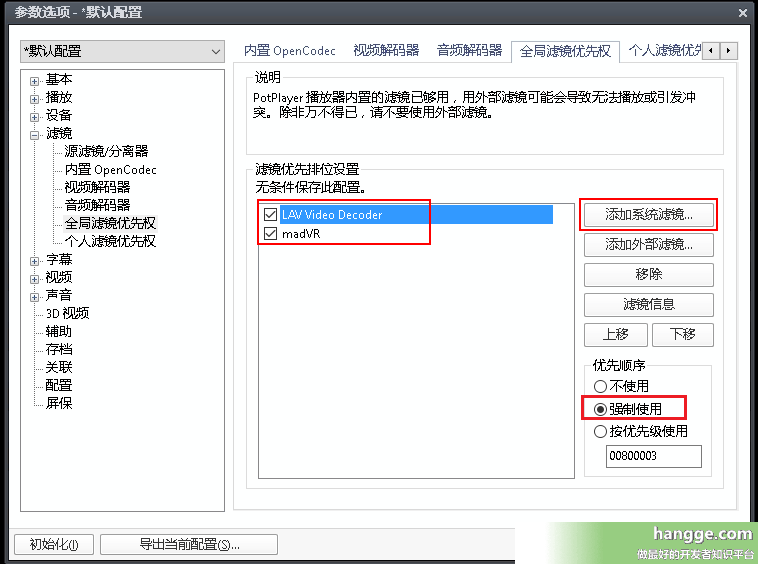 参数选项 - *默认配置
*默认配置
基本
播放
设备
滤镜
源滤镜/分离器
内置 OpenCodec
视频解码器
音频解码器
全局滤镜优先权
个人滤镜优先权
字幕
视频
声音
3D 视频
辅助
存档
关联
配置
屏保
内置 OpenCodec 视频解码器 音频解码器 全局滤镜优先权 个人滤镜优先
说明
PotPlayer 播放器内置的滤镜已够用，用外部滤镜可能会导致无法播放或引发冲
突。除非万不得已，请不要使用外部滤镜。
滤镜优先排位设置
无条件保存此配置。
LAV Video Decoder
madVR
添加系统滤镜...
添加外部滤镜...
移除
滤镜信息
上移 下移
优先顺序
不使用
强制使用
按优先级使用
00800003
初始化(I) 导出当前配置(S)...
hangge.com
做最好的开发者知识平台